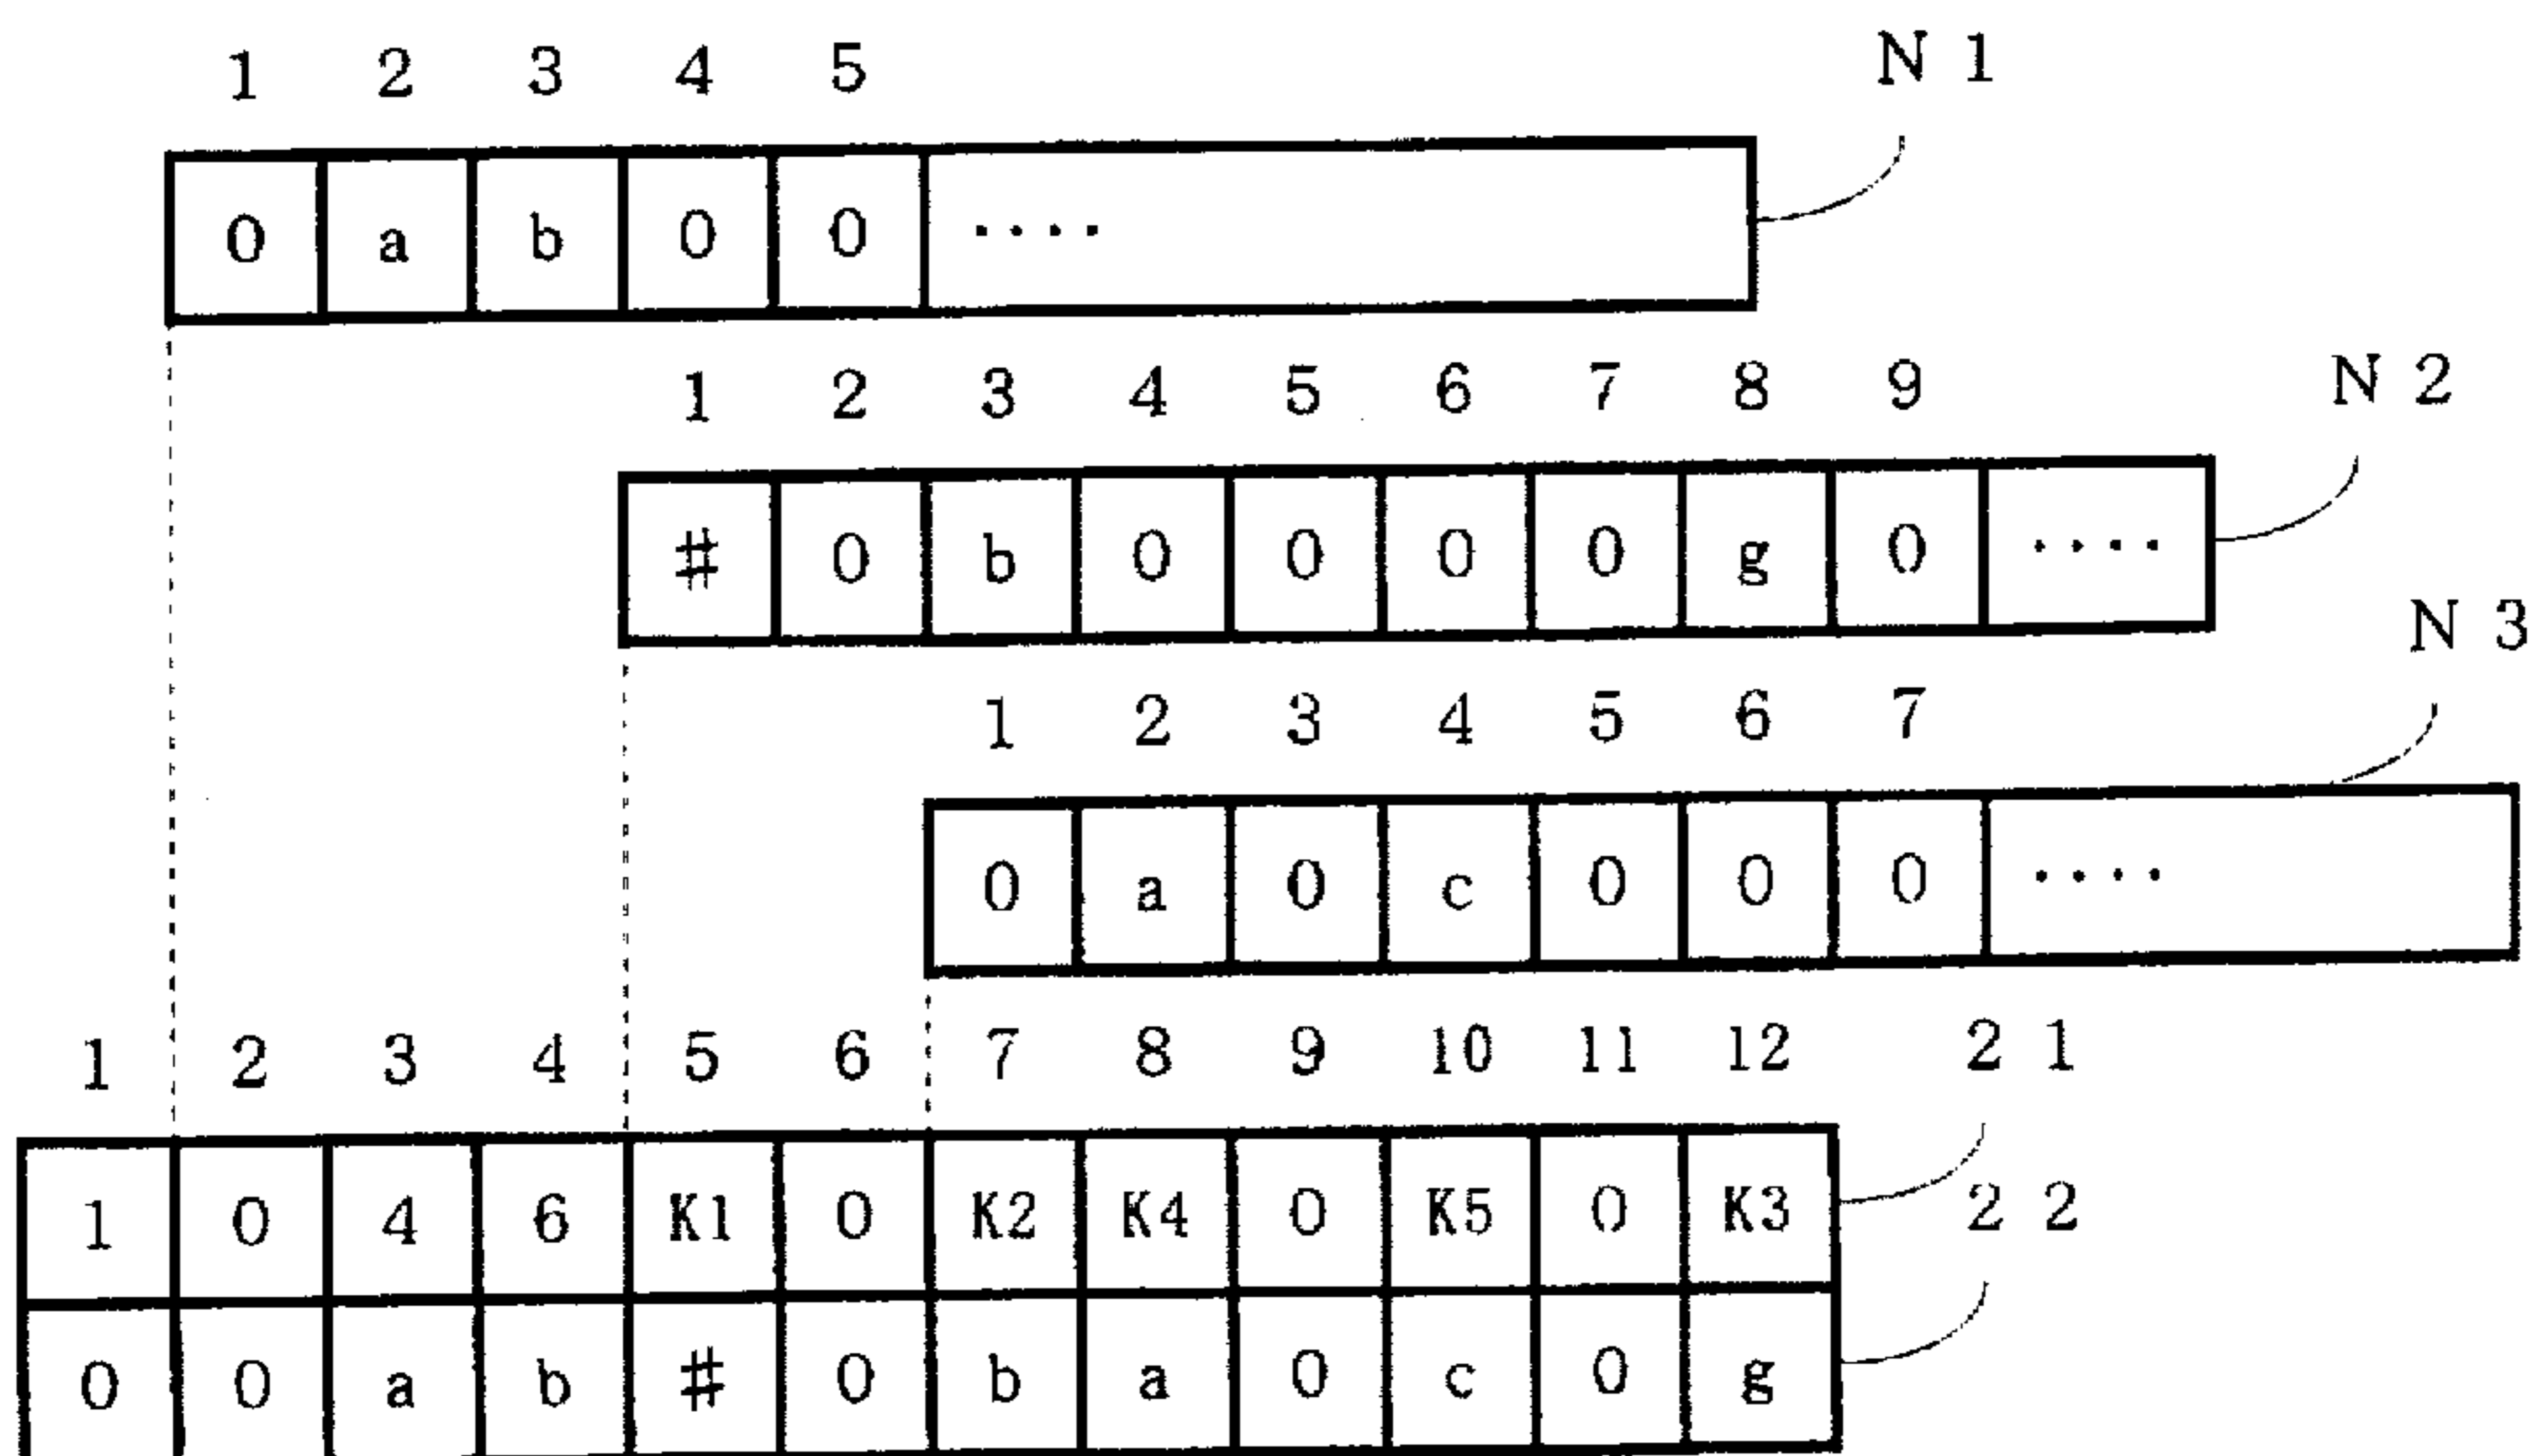 1 2 3 4 5 N 1
0 a b 0 0 ····
1 2 3 4 5 6 7 8 9 N 2
# 0 b 0 0 0 0 g 0 ····
N 3
1 2 3 4 5 6 7
0 a 0 c 0 0 0 ····
1 2 3 4 5 6 7 8 9 10 11 12 2 1
1 0 4 6 K1 0 K2 K4 0 K5 0 K3 2 2
0 0 a b # 0 b a 0 c 0 g